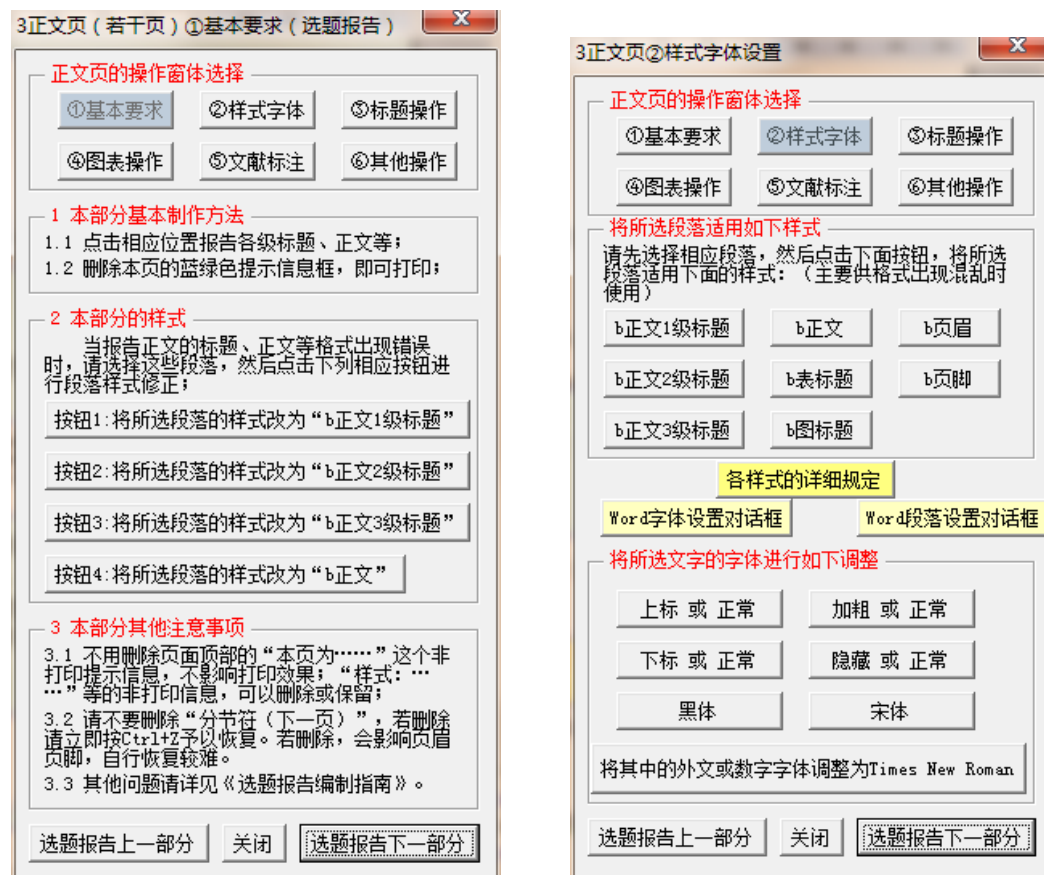 3正文页（若干页）①基本要求（选题报告）
正文页的操作窗体选择
①基本要求
②样式字体
③标题操作
④图表操作
⑤文献标注
⑥其他操作
1 本部分基本制作方法
1.1 点击相应位置报告各级标题、正文等；
1.2 删除本页的蓝绿色提示信息框，即可打印；
2 本部分的样式
当报告正文的标题、正文等格式出现错误
时，请选择这些段落，然后点击下列相应按钮进
行段落样式修正；
按钮1:将所选段落的样式改为“b正文1级标题”
按钮2:将所选段落的样式改为“b正文2级标题”
按钮3:将所选段落的样式改为“b正文3级标题”
按钮4:将所选段落的样式改为“b正文”
3 本部分其他注意事项
3.1 不用删除页面顶部的“本页为……”这个非
打印提示信息，不影响打印效果；“样式：…
…”等的非打印信息，可以删除或保留；
3.2 请不要删除“分节符（下一页）”，若删除
请立即按Ctrl+Z予以恢复。若删除，会影响页眉
页脚，自行恢复较难。
3.3 其他问题请详见《选题报告编制指南》。
选题报告上一部分
关闭
选题报告下一部分
3正文页②样式字体设置
正文页的操作窗体选择
①基本要求
②样式字体
③标题操作
④图表操作
⑤文献标注
⑥其他操作
将所选段落适用如下样式
请先选择相应段落，然后点击下面按钮，将所选
段落适用下面的样式：（主要供格式出现混乱时
使用）
b正文1级标题
b正文
b页眉
b正文2级标题
b表标题
b页脚
b正文3级标题
b图标题
各样式的详细规定
Word字体设置对话框
Word段落设置对话框
将所选文字的字体进行如下调整
上标 或 正常
加粗 或 正常
下标 或 正常
隐藏 或 正常
黑体
宋体
将其中的外文或数字字体调整为Times New Roman
选题报告上一部分
关闭
选题报告下一部分